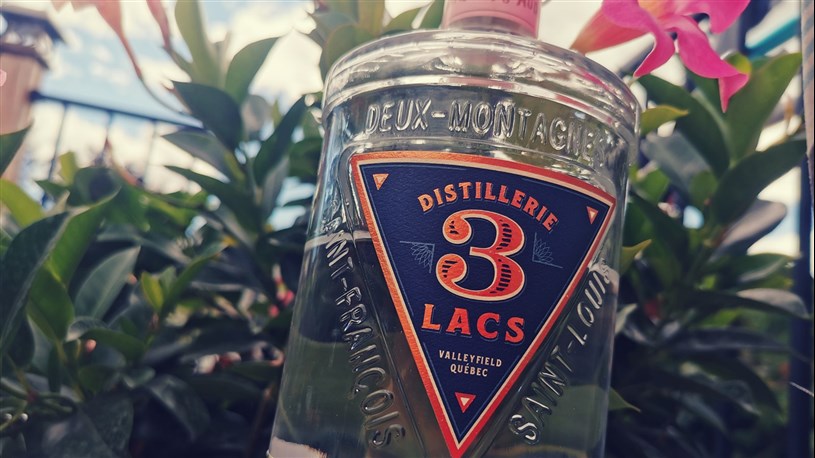 DEUX-MONTAGNES
DISTILLERIE
3
LACS
VALLEYFIELD
QUÉBEC
SAINT-FRANÇOIS
SAINT-LOUIS